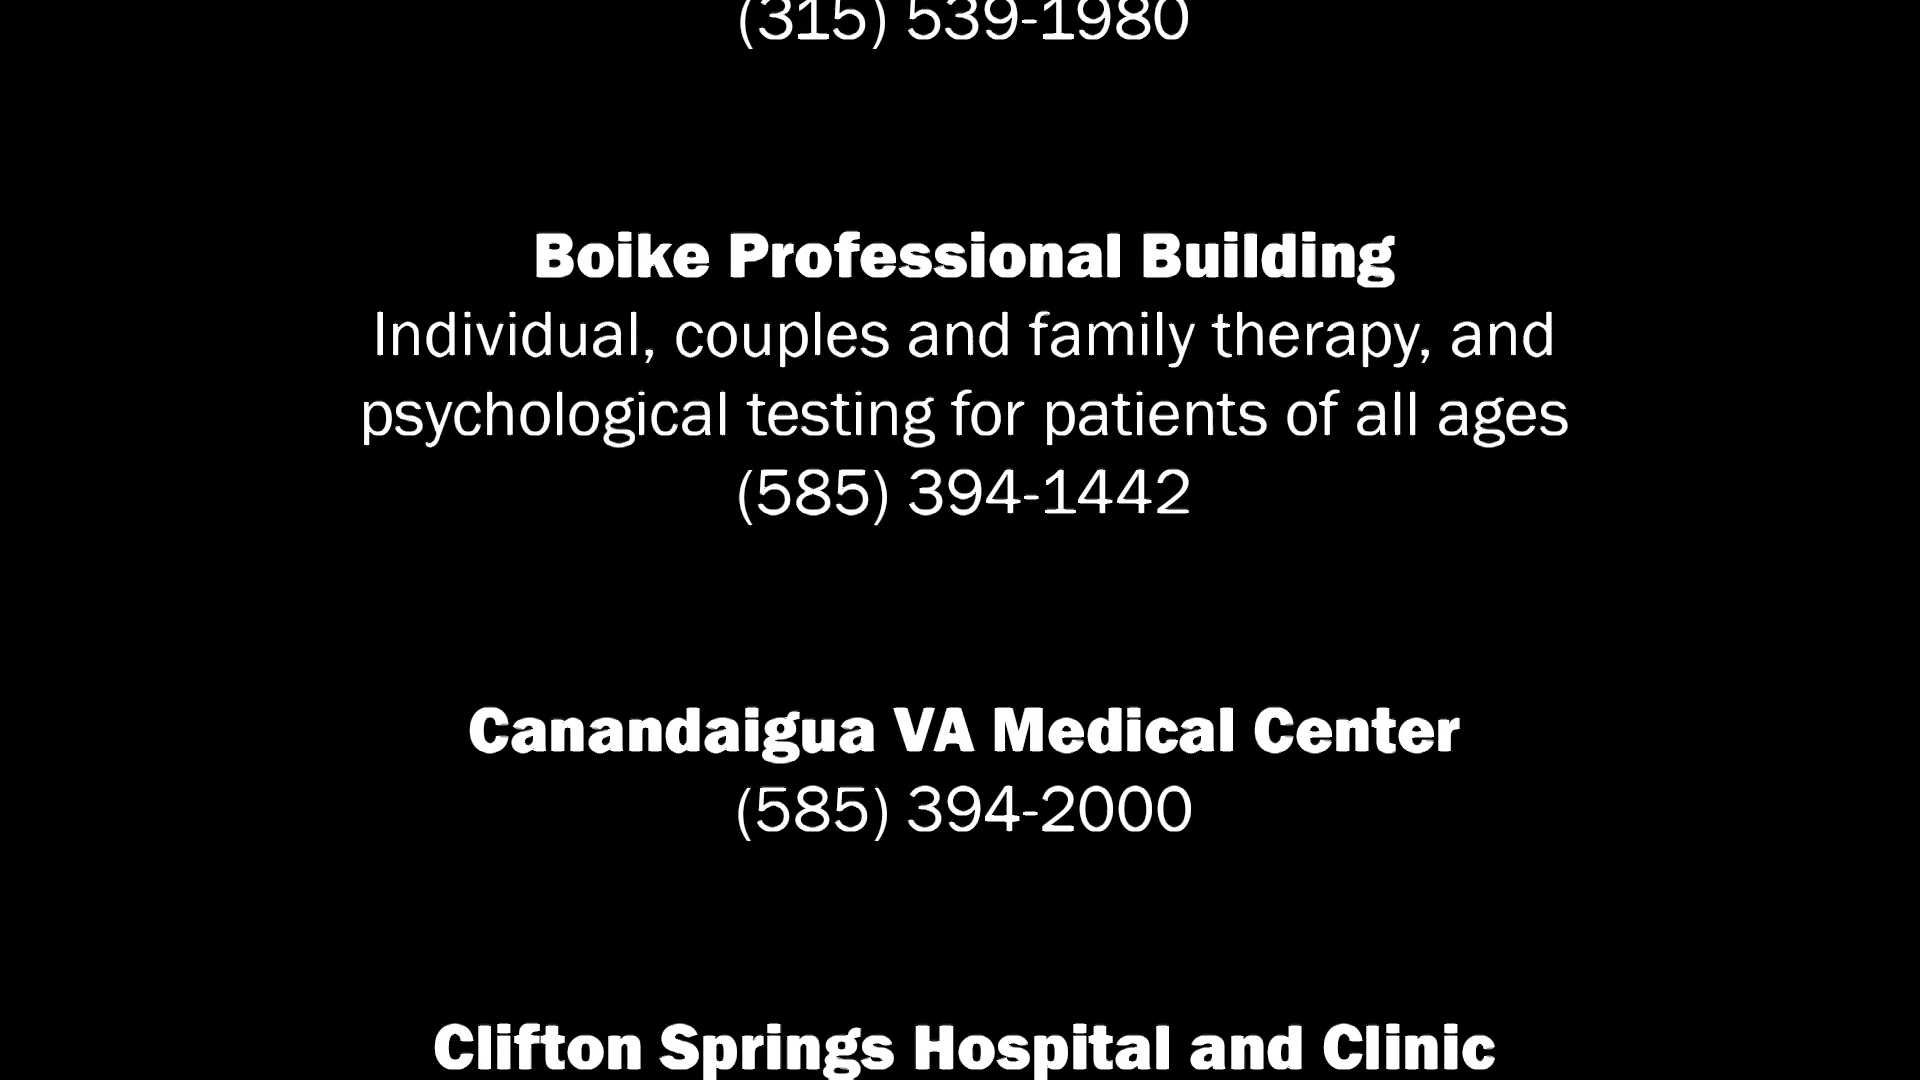 (315) 539-1980
Boike Professional Building
Individual, couples and family therapy, and
psychological testing for patients of all ages
(585) 394-1442
Canandaigua VA Medical Center
(585) 394-2000
Clifton Springs Hospital and Clinic